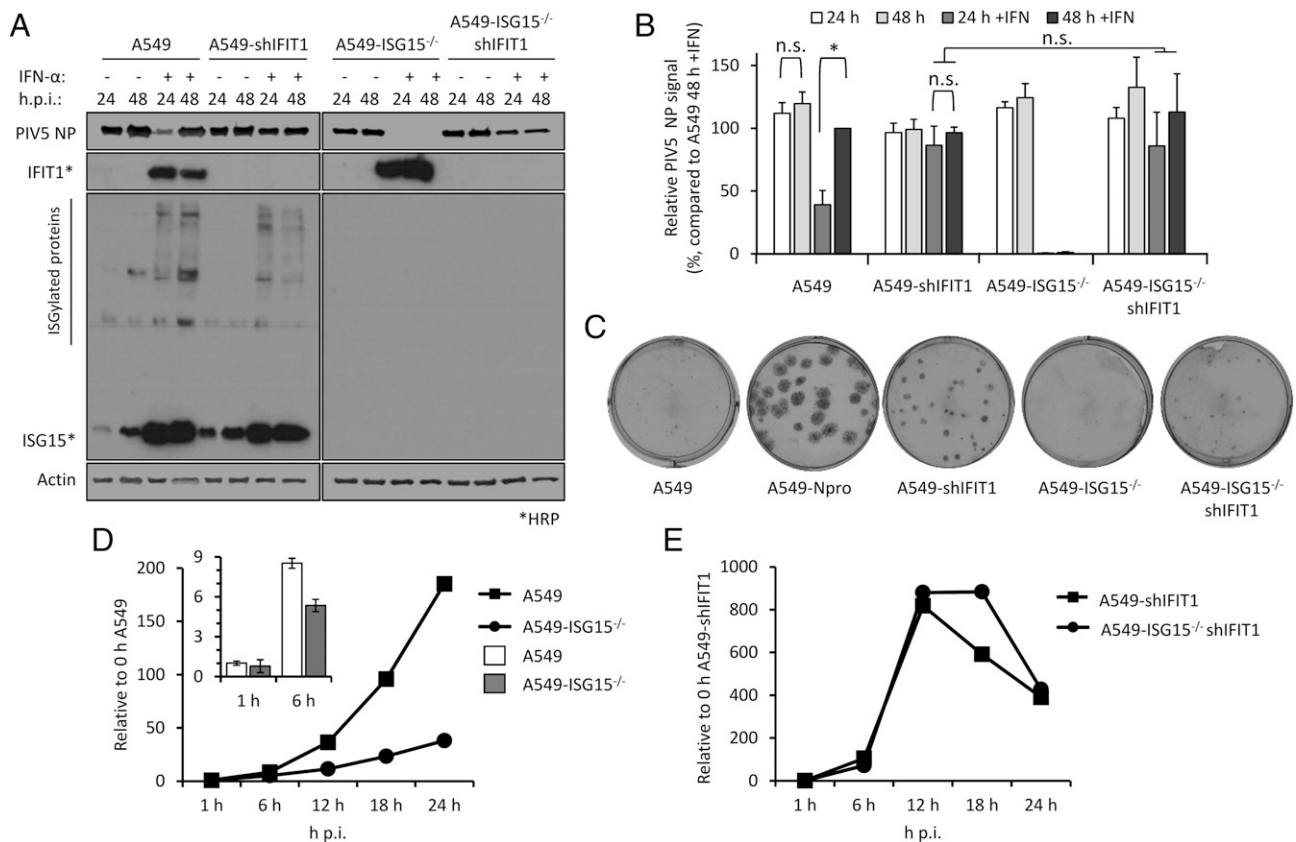 A
A549
A549-shIFIT1
A549-ISG15-/-
A549-ISG15-/-
shIFIT1
IFN-α: - - + + - - + + - - + + - - + +
h.p.i.: 24 48 24 48 24 48 24 48 24 48 24 48 24 48 24 48
PIV5 NP
IFIT1*
ISGylated proteins
ISG15*
Actin
*HRP
B
24 h 48 h 24 h +IFN 48 h +IFN
Relative PIV5 NP signal
(%, compared to A549 48 h +IFN)
150
100
50
0
n.s.
*
n.s.
n.s.
A549
A549-shIFIT1
A549-ISG15-/-
A549-ISG15-/-
shIFIT1
C
A549
A549-Npro
A549-shIFIT1
A549-ISG15-/-
A549-ISG15-/-
shIFIT1
D
Relative to 0 h A549
200
150
100
50
0
9
6
3
0
1 h 6 h
A549
A549-ISG15-/-
A549
A549-ISG15-/-
1 h 6 h 12 h 18 h 24 h
h p.i.
E
Relative to 0 h A549-shIFIT1
1000
800
600
400
200
0
A549-shIFIT1
A549-ISG15-/- shIFIT1
1 h 6 h 12 h 18 h 24 h
h p.i.